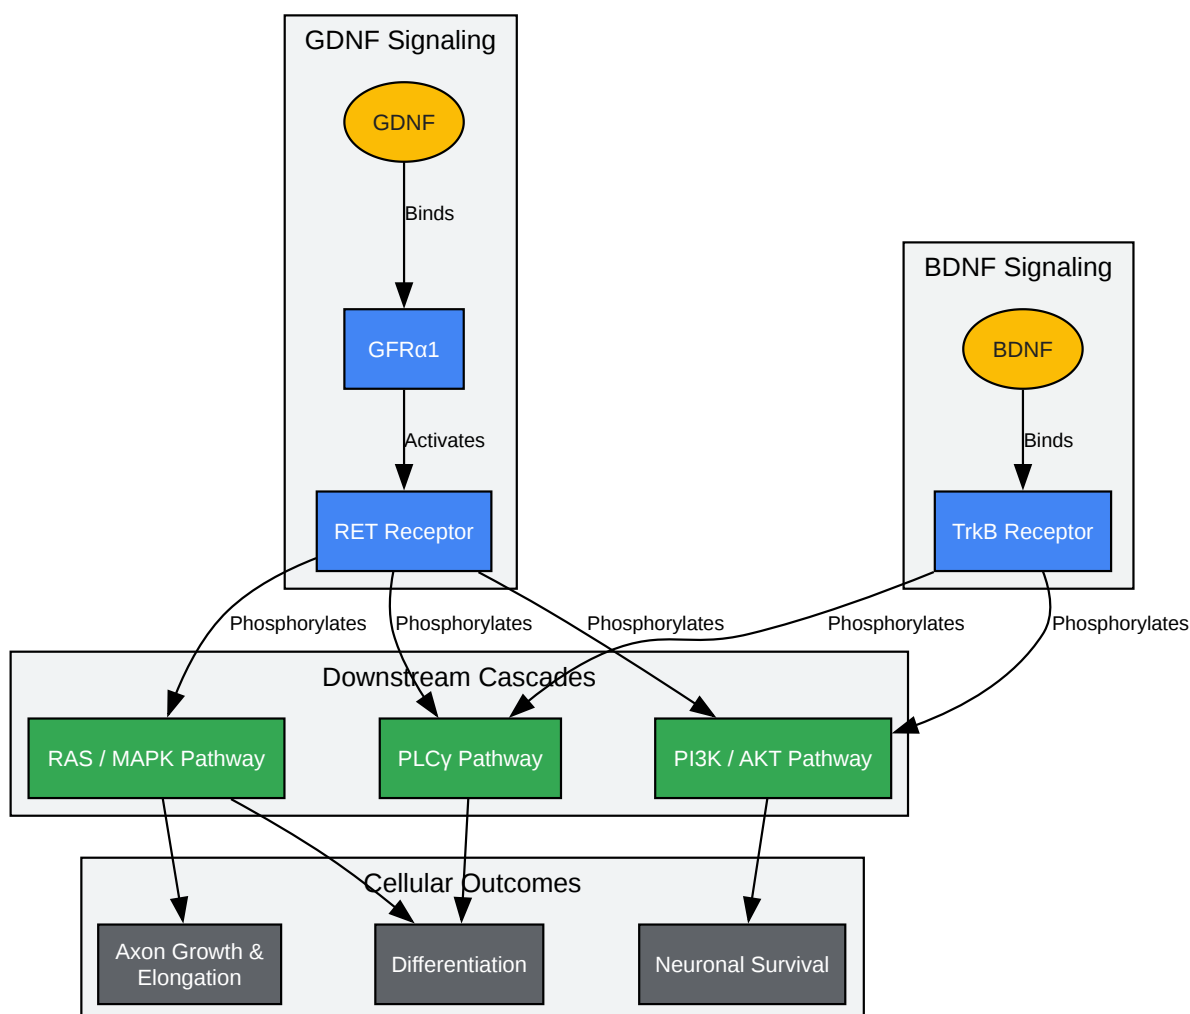 GDNF Signaling
GDNF
Binds
BDNF Signaling
GFRα1
BDNF
Activates
Binds
RET Receptor
TrkB Receptor
Phosphorylates
Phosphorylates
Phosphorylates
Phosphorylates
Phosphorylates
Downstream Cascades
RAS / MAPK Pathway
PLCγ Pathway
PI3K / AKT Pathway
Cellular Outcomes
Axon Growth &
Elongation
Differentiation
Neuronal Survival